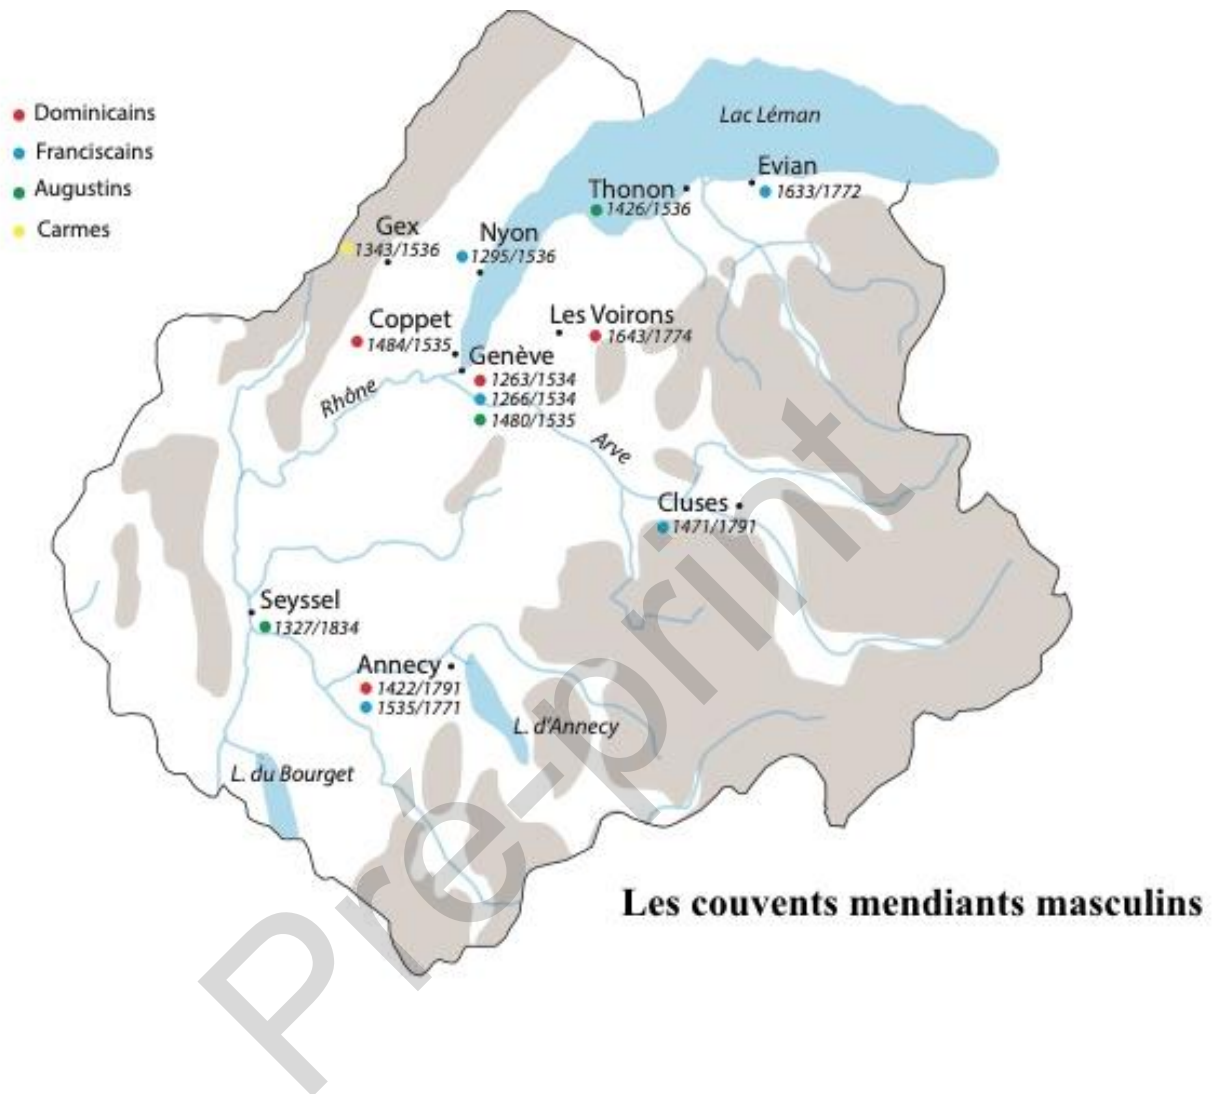 Dominicains
Franciscains
Augustins
Carmes
Lac Léman
Evian
1633/1772
Thonon
1426/1536
Gex
1343/1536
Nyon
1295/1536
Coppet
1484/1535
Les Voirons
1643/1774
Genève
1263/1534
1266/1534
1480/1535
Rhône
Arve
Cluses
1471/1791
Seyssel
1327/1834
Annecy
1422/1791
1535/1771
L. d'Annecy
L. du Bourget
Les couvents mendiants masculins
Pré-print